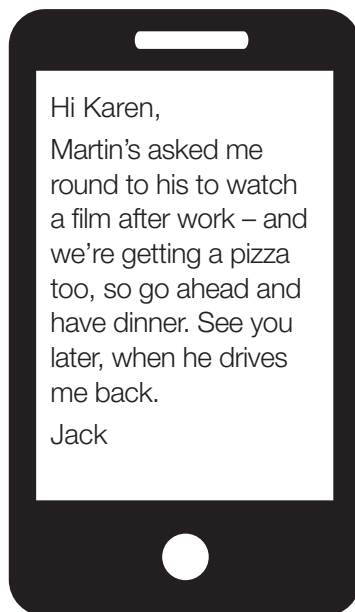 Hi Karen,
Martin's asked me
round to his to watch
a film after work – and
we're getting a pizza
too, so go ahead and
have dinner. See you
later, when he drives
me back.
Jack